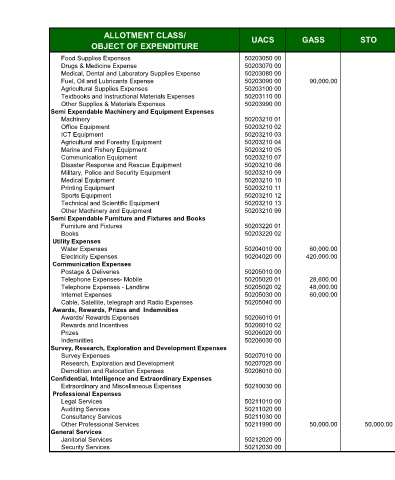 ALLOTMENT CLASS/
OBJECT OF EXPENDITURE UACS GASS STO
Food Supplies Expenses 50203050 00
Drugs & Medicine Expense 50203070 00
Medical, Dental and Laboratory Supplies Expense 50203080 00
Fuel, Oil and Lubricants Expense 50203090 00 90,000.00
Agricultural Supplies Expenses 50203100 00
Textbooks and Instructional Materials Expenses 50203110 00
Other Supplies & Materials Expenses 50203990 00
Semi Expendable Machinery and Equipment Expenses
Machinery 50203210 01
Office Equipment 50203210 02
ICT Equipment 50203210 03
Agricultural and Forestry Equipment 50203210 04
Marine and Fishery Equipment 50203210 05
Communication Equipment 50203210 07
Disaster Response and Rescue Equipment 50203210 08
Military, Police and Security Equipment 50203210 09
Medical Equipment 50203210 10
Printing Equipment 50203210 11
Sports Equipment 50203210 12
Technical and Scientific Equipment 50203210 13
Other Machinery and Equipment 50203210 99
Semi Expendable Furniture and Fixtures and Books
Furniture and Fixtures 50203220 01
Books 50203220 02
Utility Expenses
Water Expenses 50204010 00 60,000.00
Electricity Expenses 50204020 00 420,000.00
Communication Expenses
Postage & Deliveries 50205010 00
Telephone Expenses- Mobile 50205020 01 28,600.00
Telephone Expenses - Landline 50205020 02 48,000.00
Internet Expenses 50205030 00 60,000.00
Cable, Satellite, telegraph and Radio Expenses 50205040 00
Awards, Rewards, Prizes and Indemnities
Awards/ Rewards Expenses 50206010 01
Rewards and Incentives 50206010 02
Prizes 50206020 00
Indemnities 50206030 00
Survey, Research, Exploration and Development Expenses
Survey Expenses 50207010 00
Research, Exploration and Development 50207020 00
Demolition and Relocation Expenses 50208010 00
Confidential, Intelligence and Extraordinary Expenses
Extraordinary and Miscellaneous Expenses 50210030 00
Professional Expenses
Legal Services 50211010 00
Auditing Services 50211020 00
Consultancy Services 50211030 00
Other Professional Services 50211990 00 50,000.00 50,000.00
General Services
Janitorial Services 50212020 00
Security Services 50212030 00